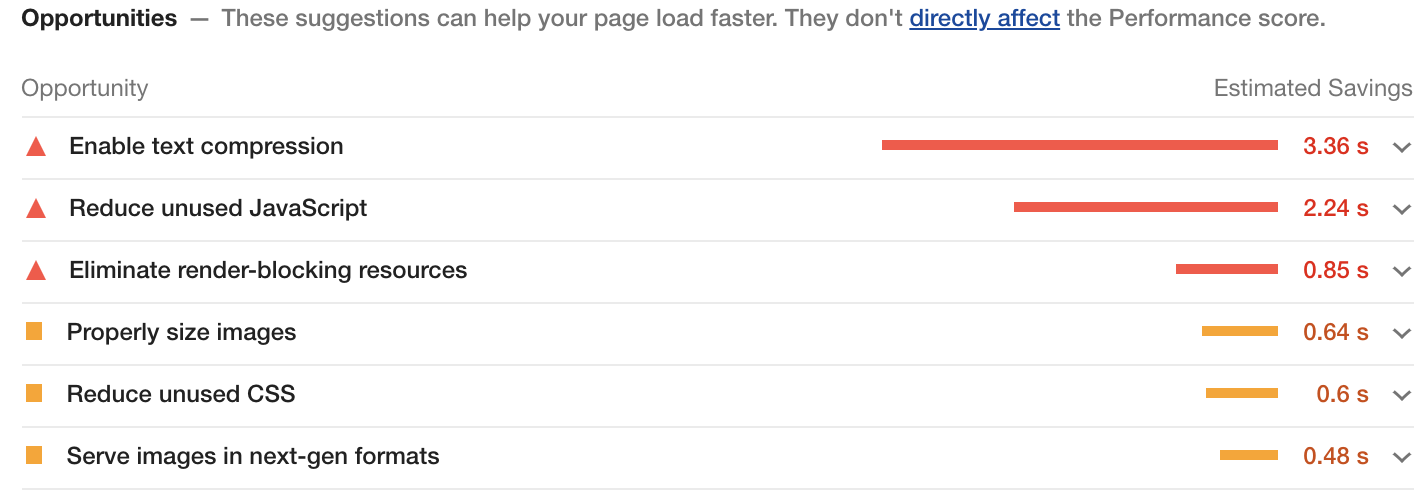 Opportunities — These suggestions can help your page load faster. They don't directly affect the Performance score.
Opportunity Estimated Savings
Enable text compression 3.36 s
Reduce unused JavaScript 2.24 s
Eliminate render-blocking resources 0.85 s
Properly size images 0.64 s
Reduce unused CSS 0.6 s
Serve images in next-gen formats 0.48 s